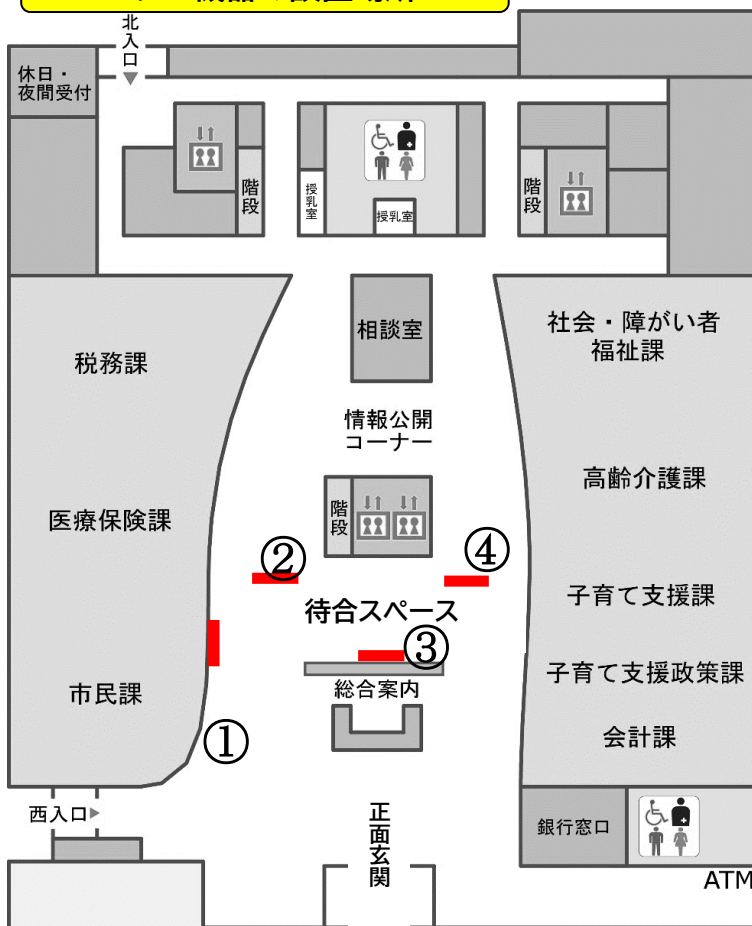 北入口
休日・
夜間受付
階段
授乳室
授乳室
階段
相談室
税務課
社会・障がい者
福祉課
情報公開
コーナー
高齢介護課
医療保険課
階段
②
④
子育て支援課
待合スペース
③
子育て支援政策課
総合案内
市民課
会計課
①
西入口
正面玄関
銀行窓口
ATM